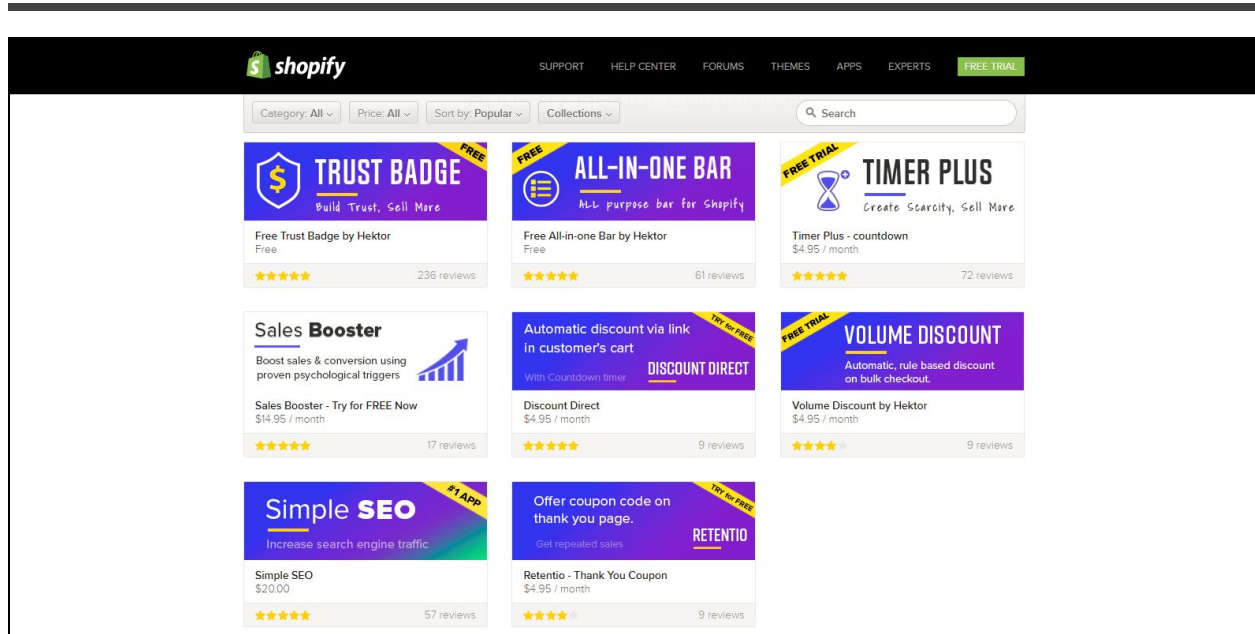 shopify
SUPPORT HELP CENTER FORUMS THEMES APPS EXPERTS FREE TRIAL
Category: All Price: All Sort by: Popular Collections Search
FREE
TRUST BADGE
Build Trust, Sell More
Free Trust Badge by Hektor
Free
236 reviews
FREE
ALL-IN-ONE BAR
ALL purpose bar for Shopify
Free All-in-one Bar by Hektor
Free
61 reviews
FREE TRIAL
TIMER PLUS
Create Scarcity, Sell More
Timer Plus - countdown
$4.95 / month
72 reviews
Sales Booster
Boost sales & conversion using
proven psychological triggers
Sales Booster - Try for FREE Now
$14.95 / month
17 reviews
TRY for FREE
Automatic discount via link
in customer's cart
With Countdown timer
DISCOUNT DIRECT
Discount Direct
$4.95 / month
9 reviews
FREE TRIAL
VOLUME DISCOUNT
Automatic, rule based discount
on bulk checkout.
Volume Discount by Hektor
$4.95 / month
9 reviews
#1 APP
Simple SEO
Increase search engine traffic
Simple SEO
$20.00
57 reviews
TRY for FREE
Offer coupon code on
thank you page.
Get repeated sales
RETENTIO
Retentio - Thank You Coupon
$4.95 / month
9 reviews